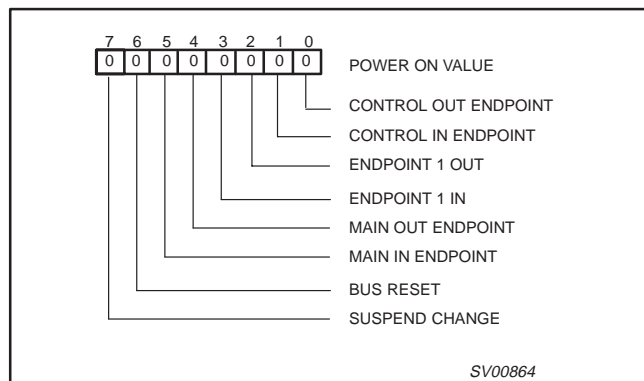 7 6 5 4 3 2 1 0
0 0 0 0 0 0 0 0 POWER ON VALUE
CONTROL OUT ENDPOINT
CONTROL IN ENDPOINT
ENDPOINT 1 OUT
ENDPOINT 1 IN
MAIN OUT ENDPOINT
MAIN IN ENDPOINT
BUS RESET
SUSPEND CHANGE
SV00864